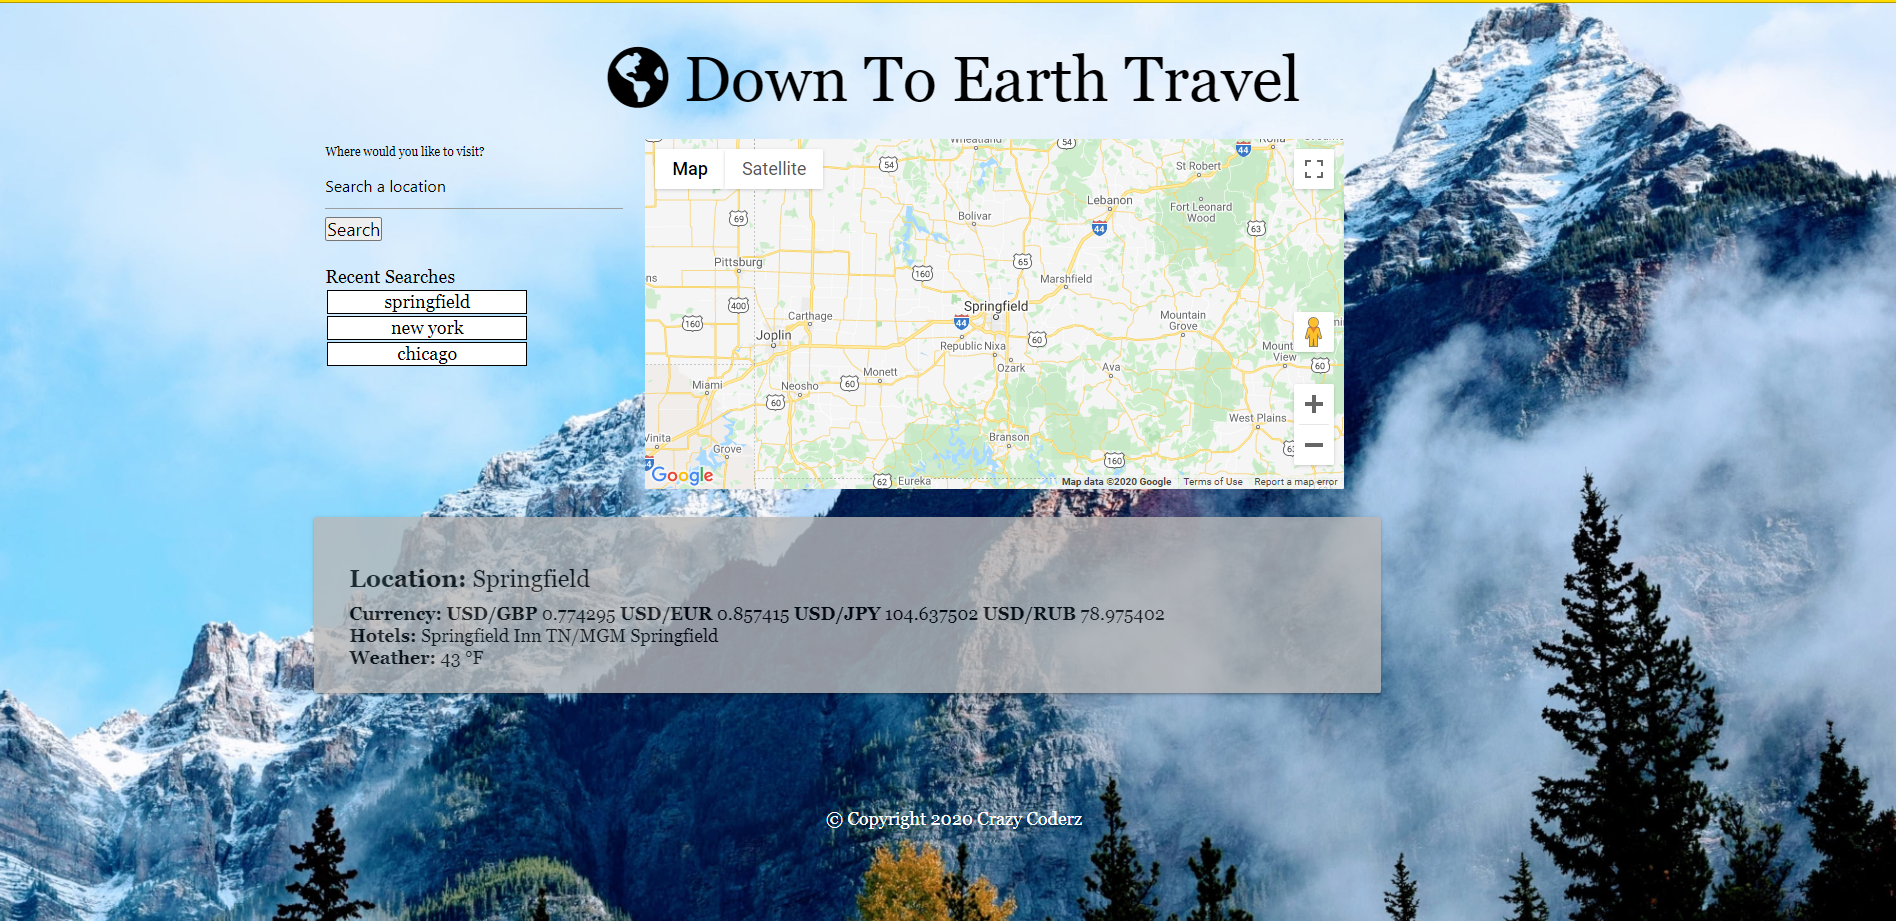 Down To Earth Travel
Where would you like to visit?
Search a location
Search
Recent Searches
springfield
new york
chicago
Map
Satellite
Wheatland
54
44
St Robert
54
69
Bolivar
Lebanon
Fort Leonard
Wood
44
63
Pittsburg
160
65
Marshfield
400
Springfield
160
Carthage
44
Mountain
Grove
Joplin
Republic
Nixa
60
Mount
View
Ozark
60
Miami
Neosho
60
Monett
Ava
60
West Plains
Vinita
Grove
Branson
44
Google
62
Eureka
160
Map data ©2020 Google
Terms of Use
Report a map error
Location: Springfield
Currency: USD/GBP 0.774295 USD/EUR 0.857415 USD/JPY 104.637502 USD/RUB 78.975402
Hotels: Springfield Inn TN/MGM Springfield
Weather: 43 °F
© Copyright 2020 Crazy Coderz